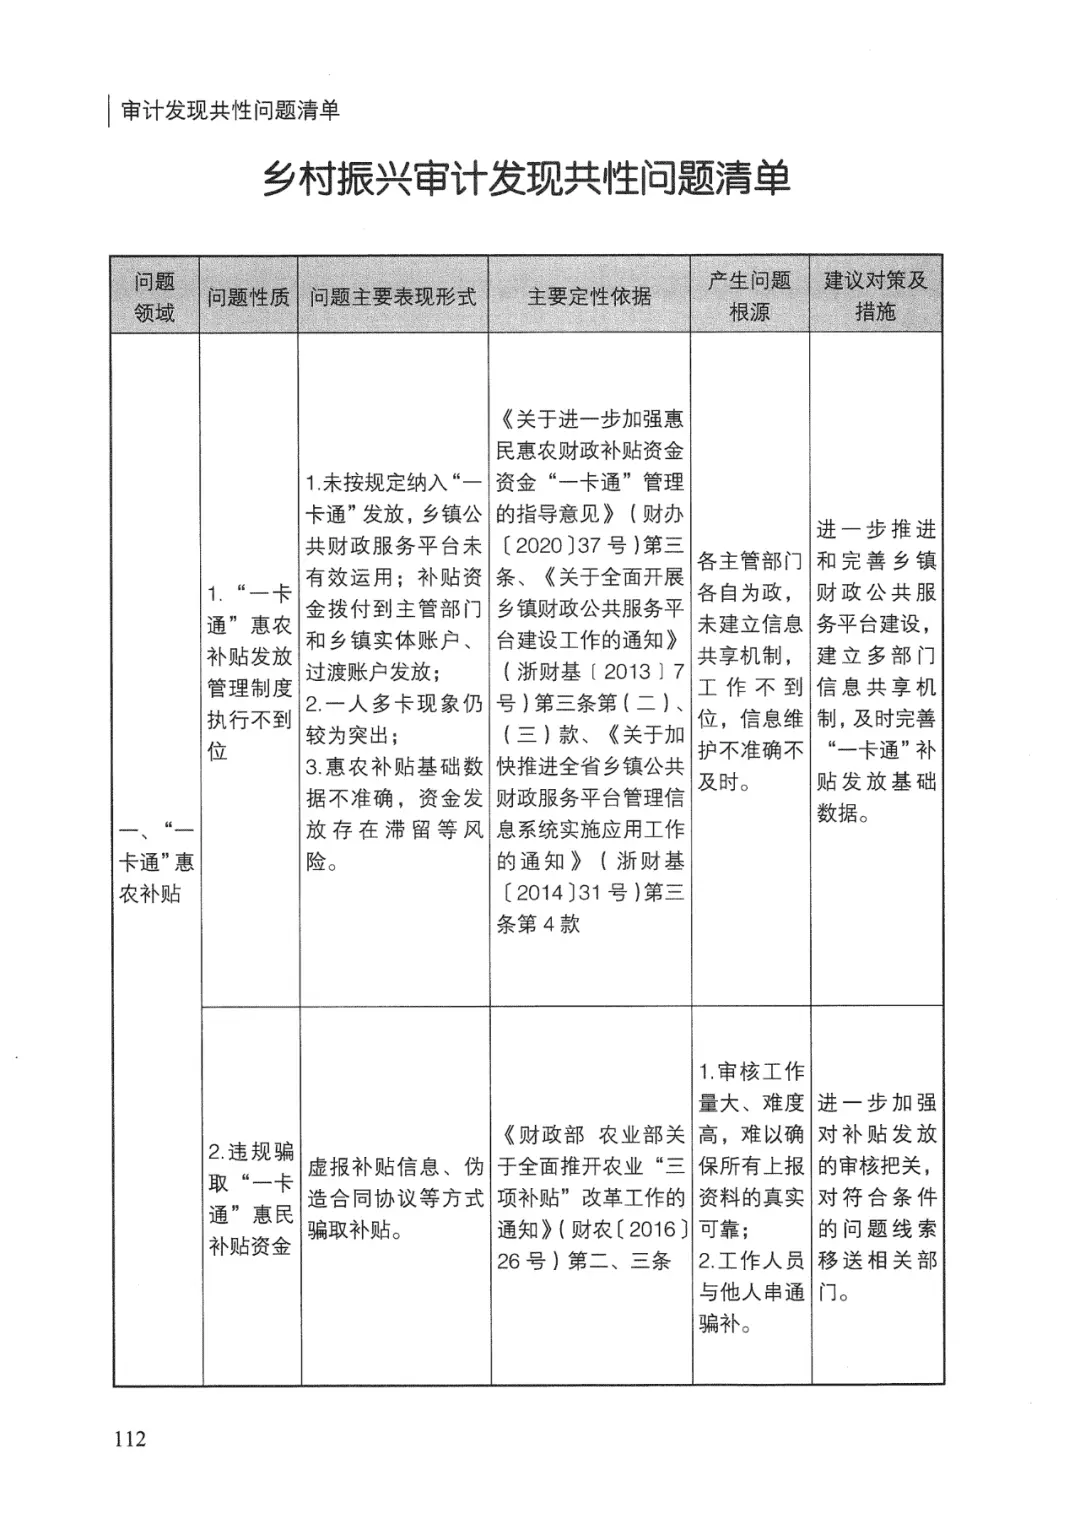 审计发现共性问题清单
乡村振兴审计发现共性问题清单
问题
领域
问题性质
问题主要表现形式
主要定性依据
产生问题
根源
建议对策及
措施
一、“一
卡通”惠
农补贴
1. “一卡
通”惠农
补贴发放
管理制度
执行不到
位
1.未按规定纳入“一
卡通”发放，乡镇公
共财政服务平台未
有效运用；补贴资
金拨付到主管部门
和乡镇实体账户、
过渡账户发放；
2.一人多卡现象仍
较为突出；
3.惠农补贴基础数
据不准确，资金发
放存在滞留等风
险。
《关于进一步加强惠
民惠农财政补贴资金
资金“一卡通”管理
的指导意见》（财办
〔2020〕37号）第三
条、《关于全面开展
乡镇财政公共服务平
台建设工作的通知》
（浙财基〔2013〕7
号）第三条第（二）、
（三）款、《关于加
快推进全省乡镇公共
财政服务平台管理信
息系统实施应用工作
的通知》（浙财基
〔2014〕31号）第三
条第4款
各主管部门
各自为政，
未建立信息
共享机制，
工作不到
位，信息维
护不准确不
及时。
进一步推进
和完善乡镇
财政公共服
务平台建设，
建立多部门
信息共享机
制，及时完善
“一卡通”补
贴发放基础
数据。
2.违规骗
取“一卡
通”惠民
补贴资金
虚报补贴信息、伪
造合同协议等方式
骗取补贴。
《财政部 农业部关
于全面推开农业“三
项补贴”改革工作的
通知》（财农〔2016〕
26号）第二、三条
1.审核工作
量大、难度
高，难以确
保所有上报
资料的真实
可靠；
2.工作人员
与他人串通
骗补。
进一步加强
对补贴发放
的审核把关，
对符合条件
的问题线索
移送相关部
门。
112